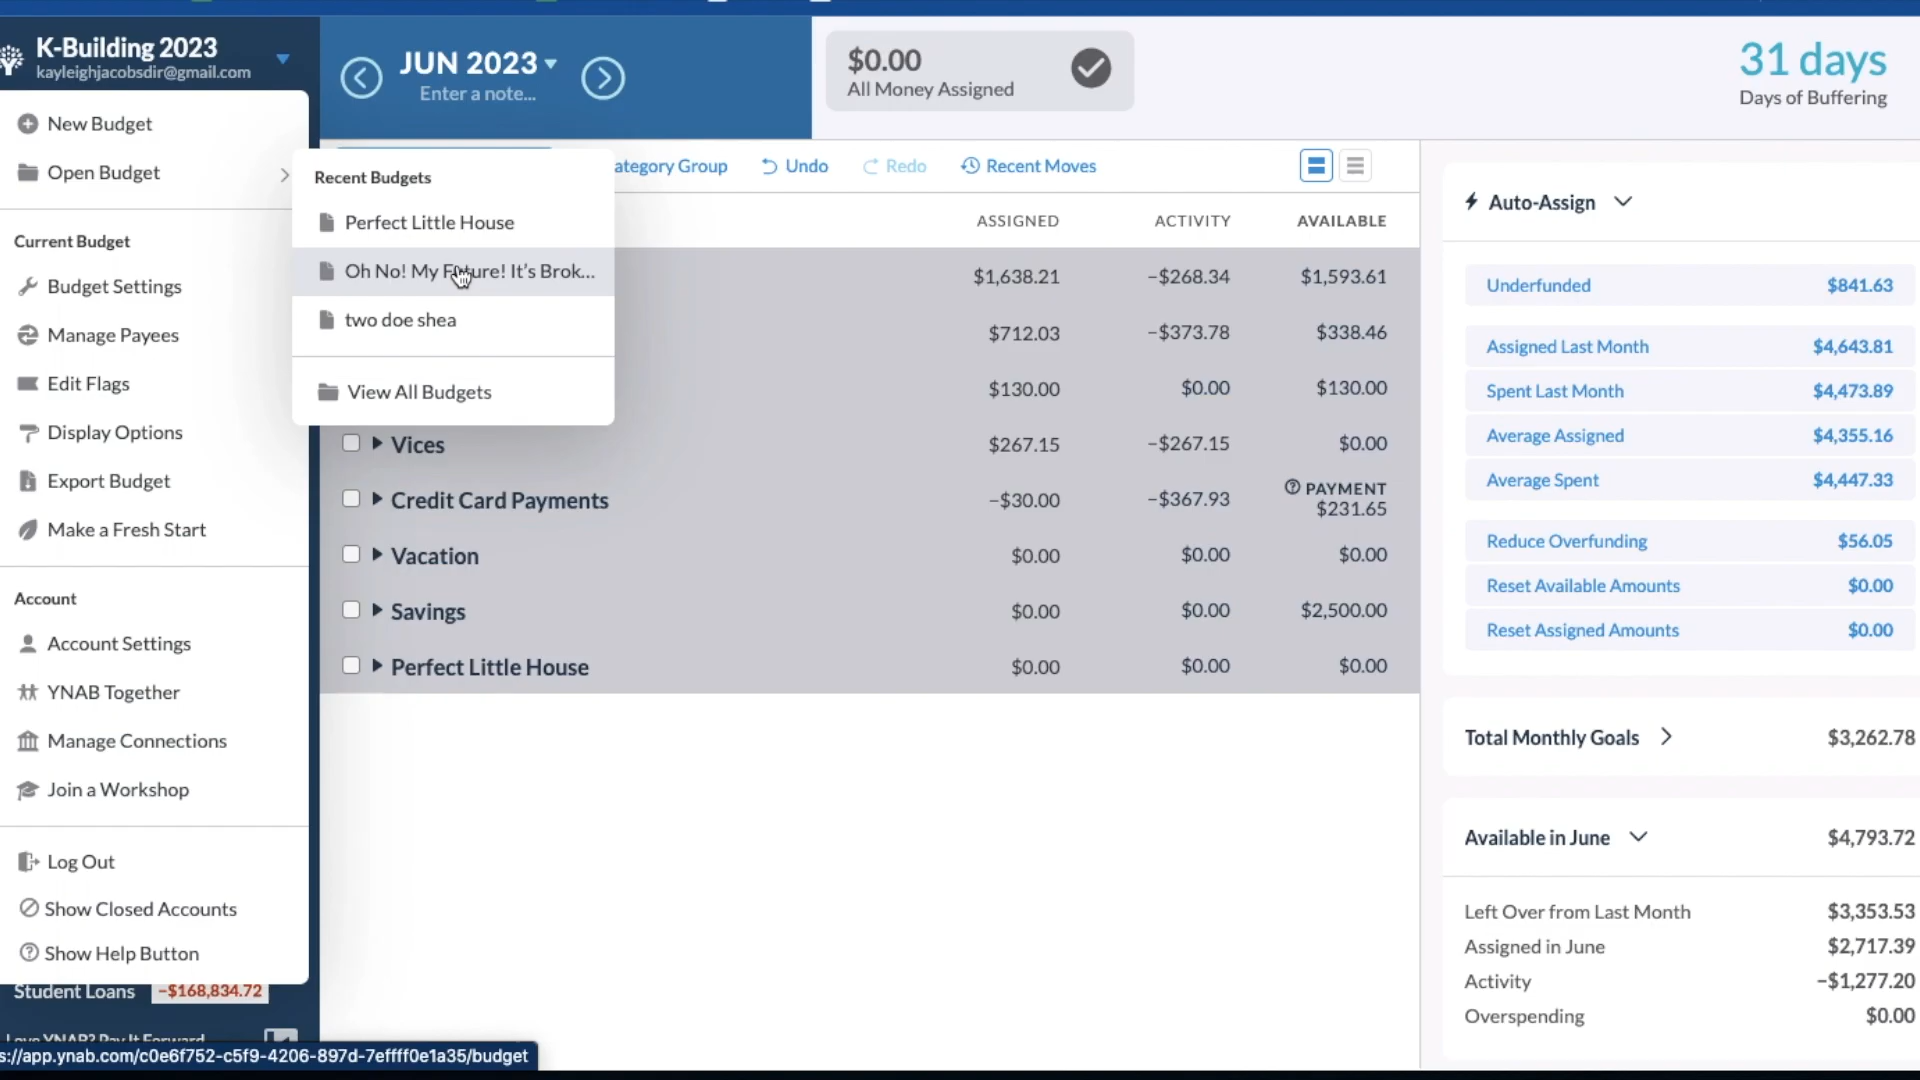 K-Building 2023
kayleighjacobsdir@gmail.com
New Budget
Open Budget
Current Budget
Budget Settings
Manage Payees
Edit Flags
Display Options
Export Budget
Make a Fresh Start
Account
Account Settings
YNAB Together
Manage Connections
Join a Workshop
Log Out
Show Closed Accounts
Show Help Button
Student Loans -$168,834.72
Love YNAB? Pay It Forward
s://app.ynab.com/c0e6f752-c5f9-4206-897d-7effff0e1a35/budget
Recent Budgets
Perfect Little House
Oh No! My Future! It's Brok...
two doe shea
View All Budgets
JUN 2023
Enter a note...
$0.00
All Money Assigned
31 days
Days of Buffering
ategory Group Undo Redo Recent Moves
ASSIGNED ACTIVITY AVAILABLE
$1,638.21 -$268.34 $1,593.61
$712.03 -$373.78 $338.46
$130.00 $0.00 $130.00
Vices $267.15 -$267.15 $0.00
Credit Card Payments -$30.00 -$367.93 PAYMENT
$231.65
Vacation $0.00 $0.00 $0.00
Savings $0.00 $0.00 $2,500.00
Perfect Little House $0.00 $0.00 $0.00
Auto-Assign
Underfunded $841.63
Assigned Last Month $4,643.81
Spent Last Month $4,473.89
Average Assigned $4,355.16
Average Spent $4,447.33
Reduce Overfunding $56.05
Reset Available Amounts $0.00
Reset Assigned Amounts $0.00
Total Monthly Goals $3,262.78
Available in June $4,793.72
Left Over from Last Month $3,353.53
Assigned in June $2,717.39
Activity -$1,277.20
Overspending $0.00